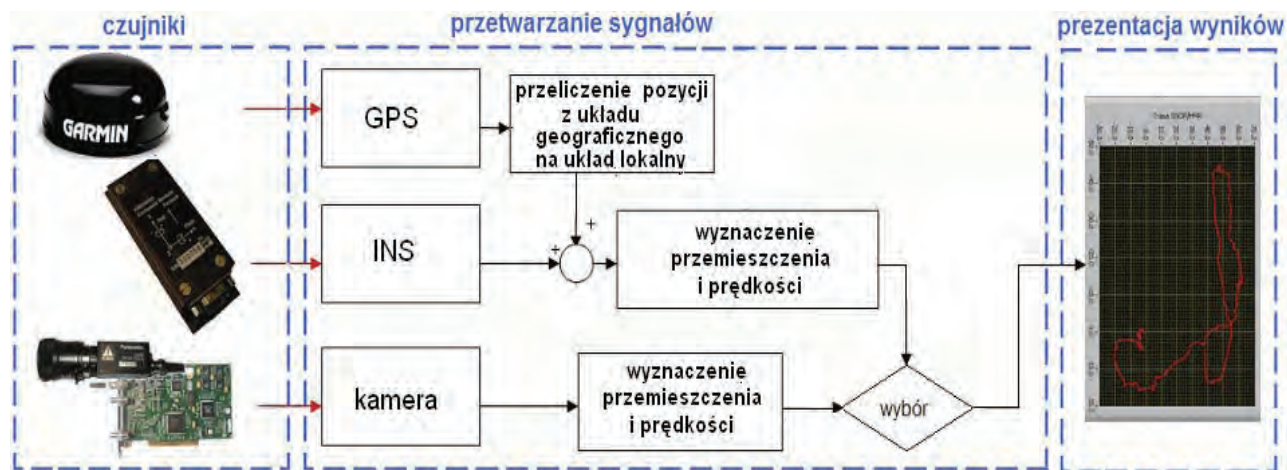 czujniki
przetwarzanie sygnałów
prezentacja wyników
GARMIN
GPS
przeliczenie pozycji
z układu
geograficznego
na układ lokalny
INS
+
+
wyznaczenie
przemieszczenia
i prędkości
kamera
wyznaczenie
przemieszczenia
i prędkości
wybór